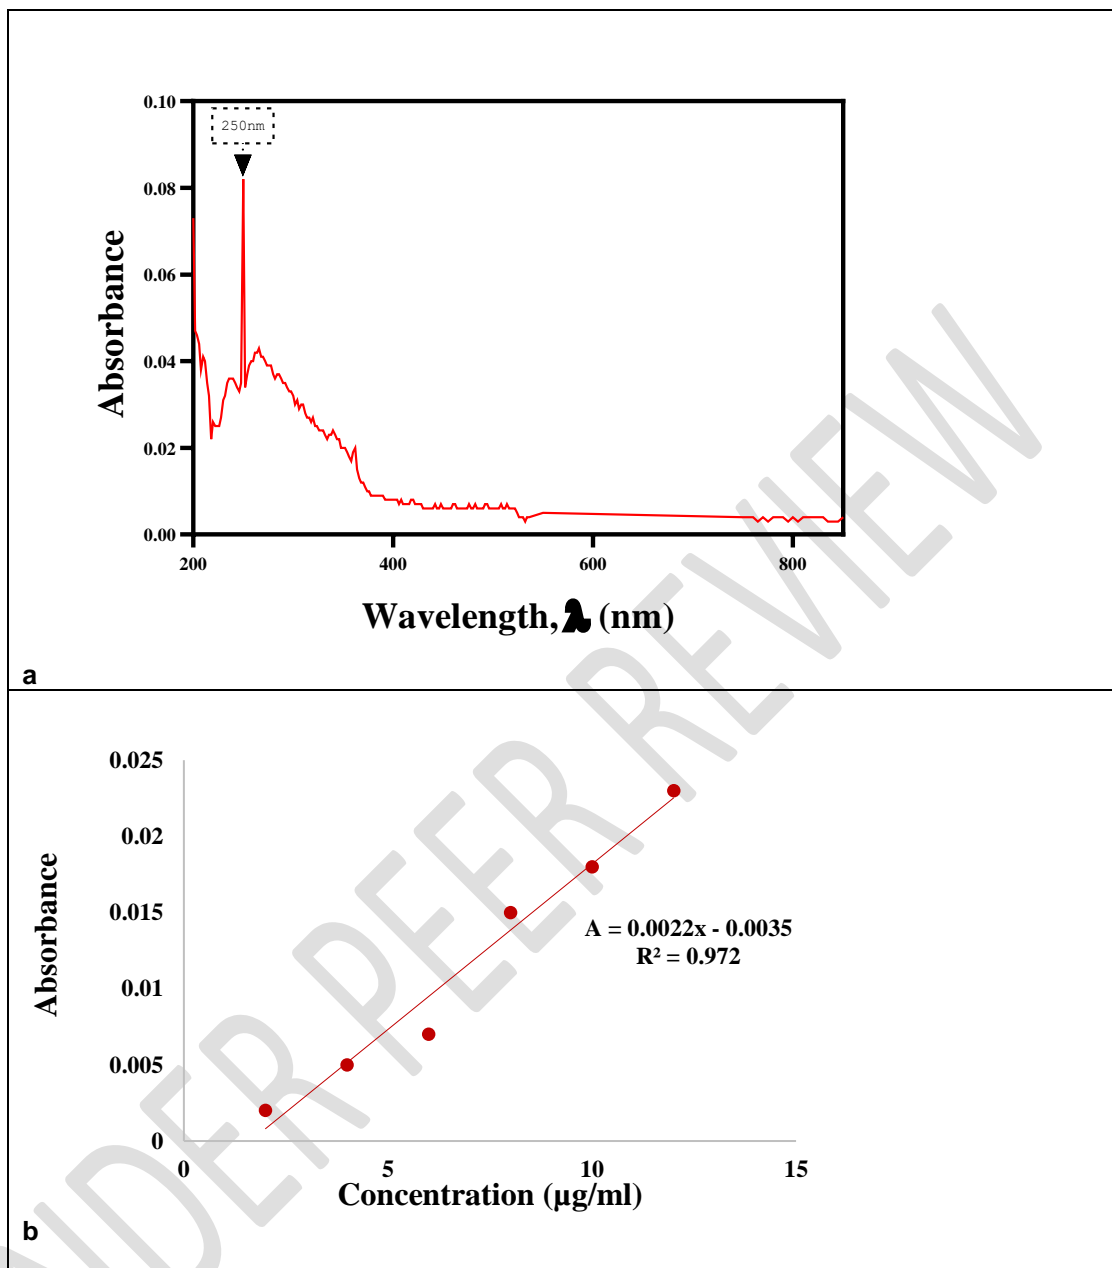 0.10
250nm
0.08
0.06
0.04
0.02
0.00
200 400 600 800
Absorbance
Wavelength, λ (nm)
a
0.025
0.02
0.015
0.01
0.005
0
0 5 10 15
Absorbance
A = 0.0022x - 0.0035
R² = 0.972
Concentration (µg/ml)
b
NDER PEER REVIEW